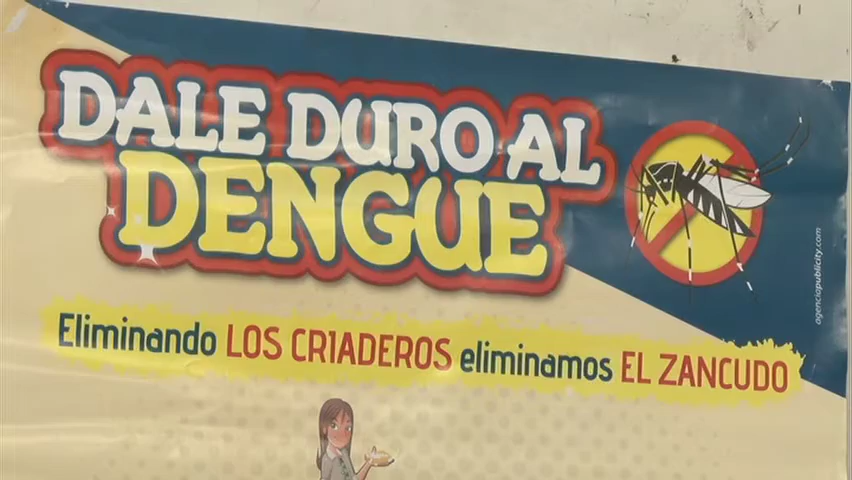 DALE DURO AL
DENGUE
Eliminando LOS CRIADEROS eliminamos EL ZANCUDO
agenciapublicity.com